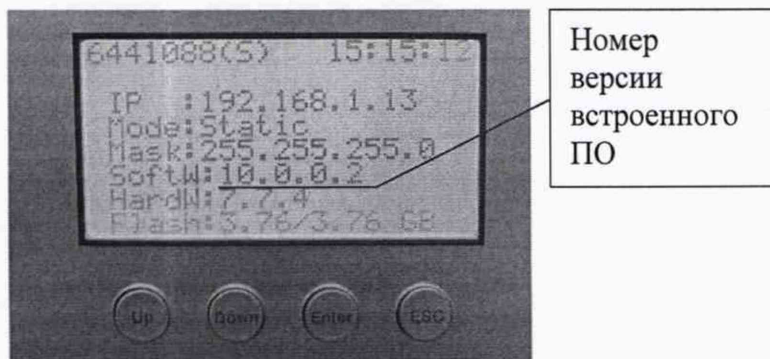 6441088(S) 15:15:12
IP :192.168.1.13
Mode:Static
Mask:255.255.255.0
SoftW:10.0.0.2
HardW:7.7.4
Flash:3.76/3.76 GB
Up Down Enter ESC
Номер
версии
встроенного
ПО